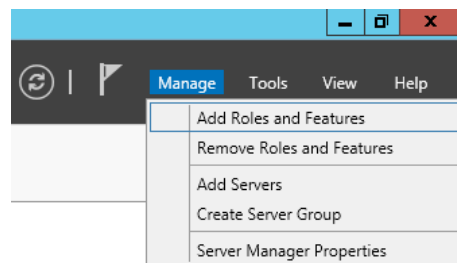 Manage Tools View Help
Add Roles and Features
Remove Roles and Features
Add Servers
Create Server Group
Server Manager Properties